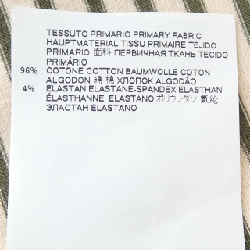 TESSUTO PRIMARIO PRIMARY FABRIC
HAUPTMATERIAL TISSU PRIMAIRE TEJIDO
PRIMARIO 面料 ПЕРВИЧНАЯ ТКАНЬ TECIDO
PRIMÁRIO
96% COTONE COTTON BAUMWOLLE COTON
ALGODON 綿 棉 ХЛОПОК ALGODÃO
4% ELASTAN ELASTANE-SPANDEX ELASTHAN
ÉLASTHANNE ELASTANO ポリウレタン 氨纶
ЭЛАСТАН ELASTANO